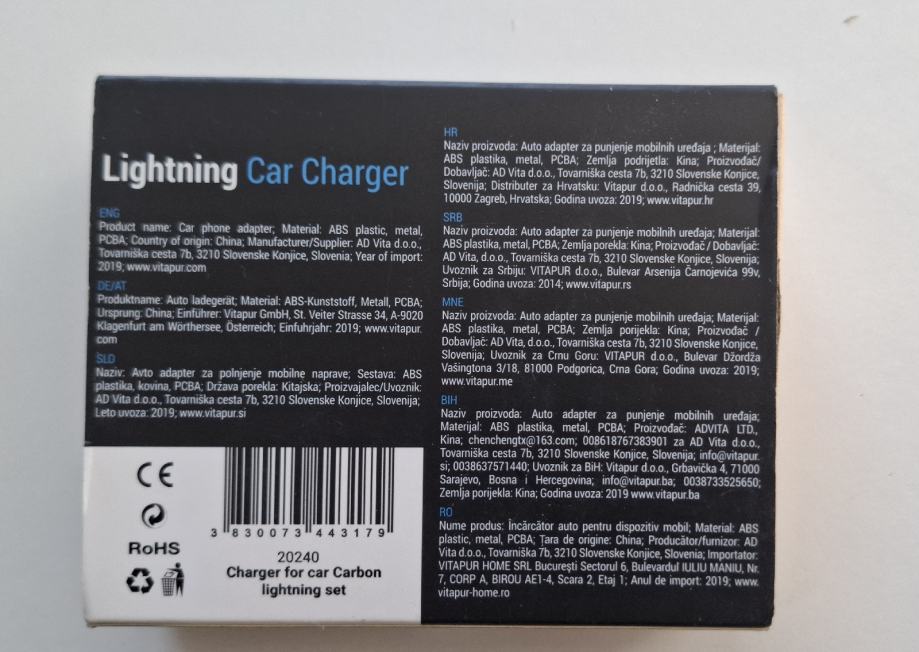 Lightning Car Charger
ENG
Product name: Car phone adapter; Material: ABS plastic, metal,
PCBA; Country of origin: China; Manufacturer/Supplier: AD Vita d.o.o.,
Tovarniška cesta 7b, 3210 Slovenske Konjice, Slovenia; Year of import:
2019; www.vitapur.com
DE/AT
Produktname: Auto ladegerät; Material: ABS-Kunststoff, Metall, PCBA;
Ursprung: China; Einführer: Vitapur GmbH, St. Veiter Strasse 34, A-9020
Klagenfurt am Wörthersee, Österreich; Einfuhrjahr: 2019; www.vitapur.
com
SLO
Naziv: Avto adapter za polnjenje mobilne naprave; Sestava: ABS
plastika, kovina, PCBA; Država porekla: Kitajska; Proizvajalec/Uvoznik:
AD Vita d.o.o., Tovarniška cesta 7b, 3210 Slovenske Konjice, Slovenija;
Leto uvoza: 2019; www.vitapur.si
CE
RoHS
3 830073 443179
20240
Charger for car Carbon
lightning set
HR
Naziv proizvoda: Auto adapter za punjenje mobilnih uređaja ; Materijal:
ABS plastika, metal, PCBA; Zemlja podrijetla: Kina; Proizvođač/
Dobavljač: AD Vita d.o.o., Tovarniška cesta 7b, 3210 Slovenske Konjice,
Slovenija; Distributer za Hrvatsku: Vitapur d.o.o., Radnička cesta 39,
10000 Zagreb, Hrvatska; Godina uvoza: 2019; www.vitapur.hr
SRB
Naziv proizvoda: Auto adapter za punjenje mobilnih uređaja; Materijal:
ABS plastika, metal, PCBA; Zemlja porekla: Kina; Proizvođač / Dobavljač:
AD Vita, d.o.o., Tovarniška cesta 7b, 3210 Slovenske Konjice, Slovenija;
Uvoznik za Srbiju: VITAPUR d.o.o., Bulevar Arsenija Čarnojevića 99v,
Srbija; Godina uvoza: 2014; www.vitapur.rs
MNE
Naziv proizvoda: Auto adapter za punjenje mobilnih uređaja; Materijal:
ABS plastika, metal, PCBA; Zemlja porijekla: Kina; Proizvođač /
Dobavljač: AD Vita d.o.o, Tovarniška cesta 7b, 3210 Slovenske Konjice,
Slovenija; Uvoznik za Crnu Goru: VITAPUR d.o.o., Bulevar Džordža
Vašingtona 3/18, 81000 Podgorica, Crna Gora; Godina uvoza: 2019;
www.vitapur.me
BIH
Naziv proizvoda: Auto adapter za punjenje mobilnih uređaja;
Materijal: ABS plastika, metal, PCBA; Proizvođač: ADVITA LTD.,
Kina; chenchengtx@163.com; 008618767383901 za AD Vita d.o.o.,
Tovarniška cesta 7b, 3210 Slovenske Konjice, Slovenija; info@vitapur.
si; 0038637571440; Uvoznik za BiH: Vitapur d.o.o., Grbavička 4, 71000
Sarajevo, Bosna i Hercegovina; info@vitapur.ba; 0038733525650;
Zemlja porijekla: Kina; Godina uvoza: 2019 www.vitapur.ba
RO
Nume produs: Încărcător auto pentru dispozitiv mobil; Material: ABS
plastic, metal, PCBA; Țara de origine: China; Producător/furnizor: AD
Vita d.o.o., Tovarniška 7b, 3210 Slovenske Konjice, Slovenia; Importator:
VITAPUR HOME SRL București Sectorul 6, Bulevardul IULIU MANIU, Nr.
7, CORP A, BIROU AE1-4, Scara 2, Etaj 1; Anul de import: 2019; www.
vitapur-home.ro